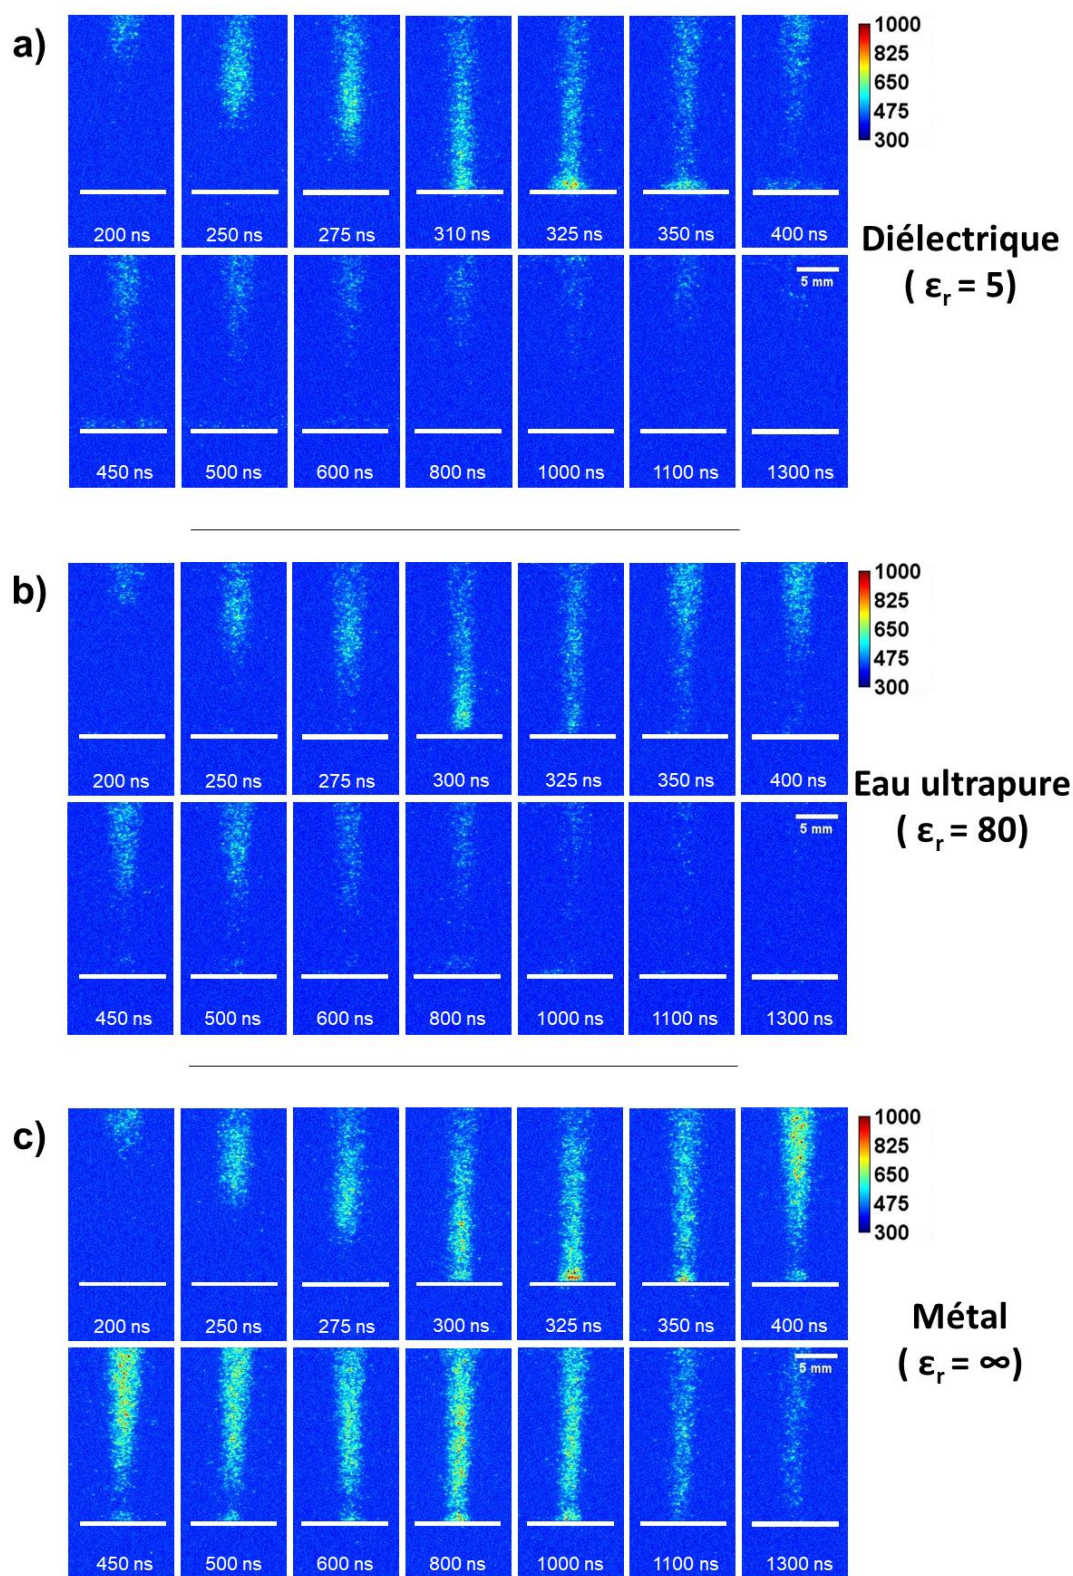 a)
1000
825
650
475
300
200 ns
250 ns
275 ns
310 ns
325 ns
350 ns
400 ns
Diélectrique
( εr = 5)
5 mm
450 ns
500 ns
600 ns
800 ns
1000 ns
1100 ns
1300 ns
b)
1000
825
650
475
300
200 ns
250 ns
275 ns
300 ns
325 ns
350 ns
400 ns
Eau ultrapure
( εr = 80)
5 mm
450 ns
500 ns
600 ns
800 ns
1000 ns
1100 ns
1300 ns
c)
1000
825
650
475
300
200 ns
250 ns
275 ns
300 ns
325 ns
350 ns
400 ns
Métal
( εr = ∞)
5 mm
450 ns
500 ns
600 ns
800 ns
1000 ns
1100 ns
1300 ns